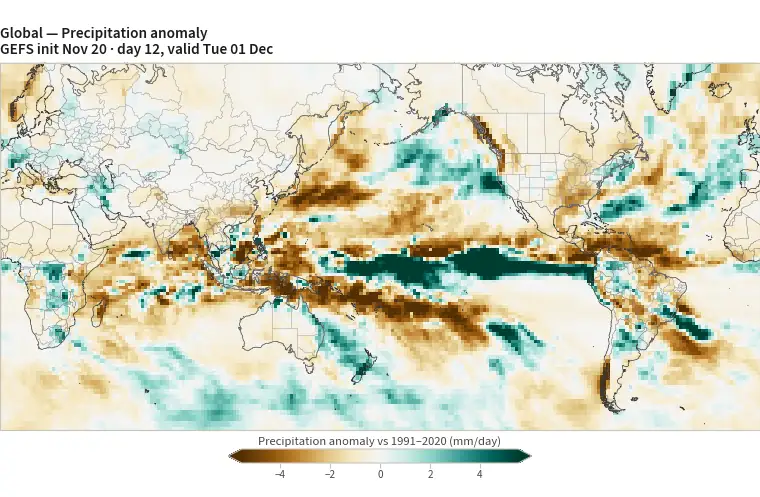 Global — Precipitation anomaly
GEFS init Nov 20 · day 12, valid Tue 01 Dec
Precipitation anomaly vs 1991–2020 (mm/day)
−4 −2 0 2 4